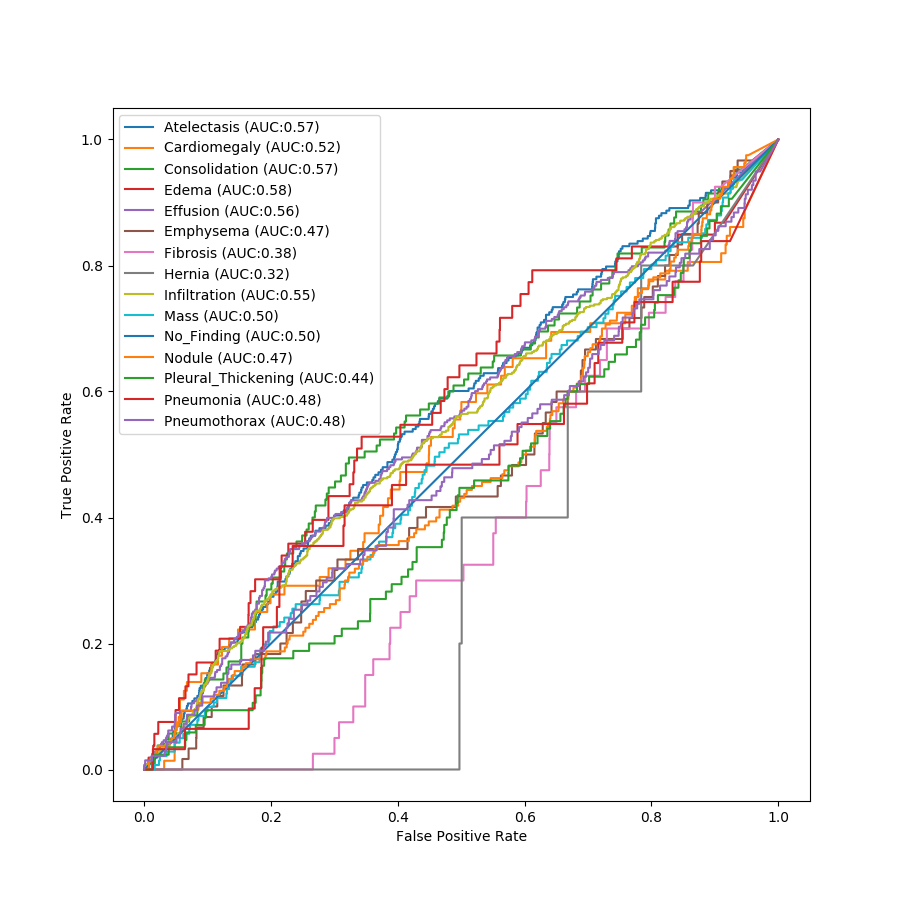 Atelectasis (AUC:0.57)
Cardiomegaly (AUC:0.52)
Consolidation (AUC:0.57)
Edema (AUC:0.58)
Effusion (AUC:0.56)
Emphysema (AUC:0.47)
Fibrosis (AUC:0.38)
Hernia (AUC:0.32)
Infiltration (AUC:0.55)
Mass (AUC:0.50)
No_Finding (AUC:0.50)
Nodule (AUC:0.47)
Pleural_Thickening (AUC:0.44)
Pneumonia (AUC:0.48)
Pneumothorax (AUC:0.48)
1.0
0.8
0.6
0.4
0.2
0.0
True Positive Rate
0.0 0.2 0.4 0.6 0.8 1.0
False Positive Rate